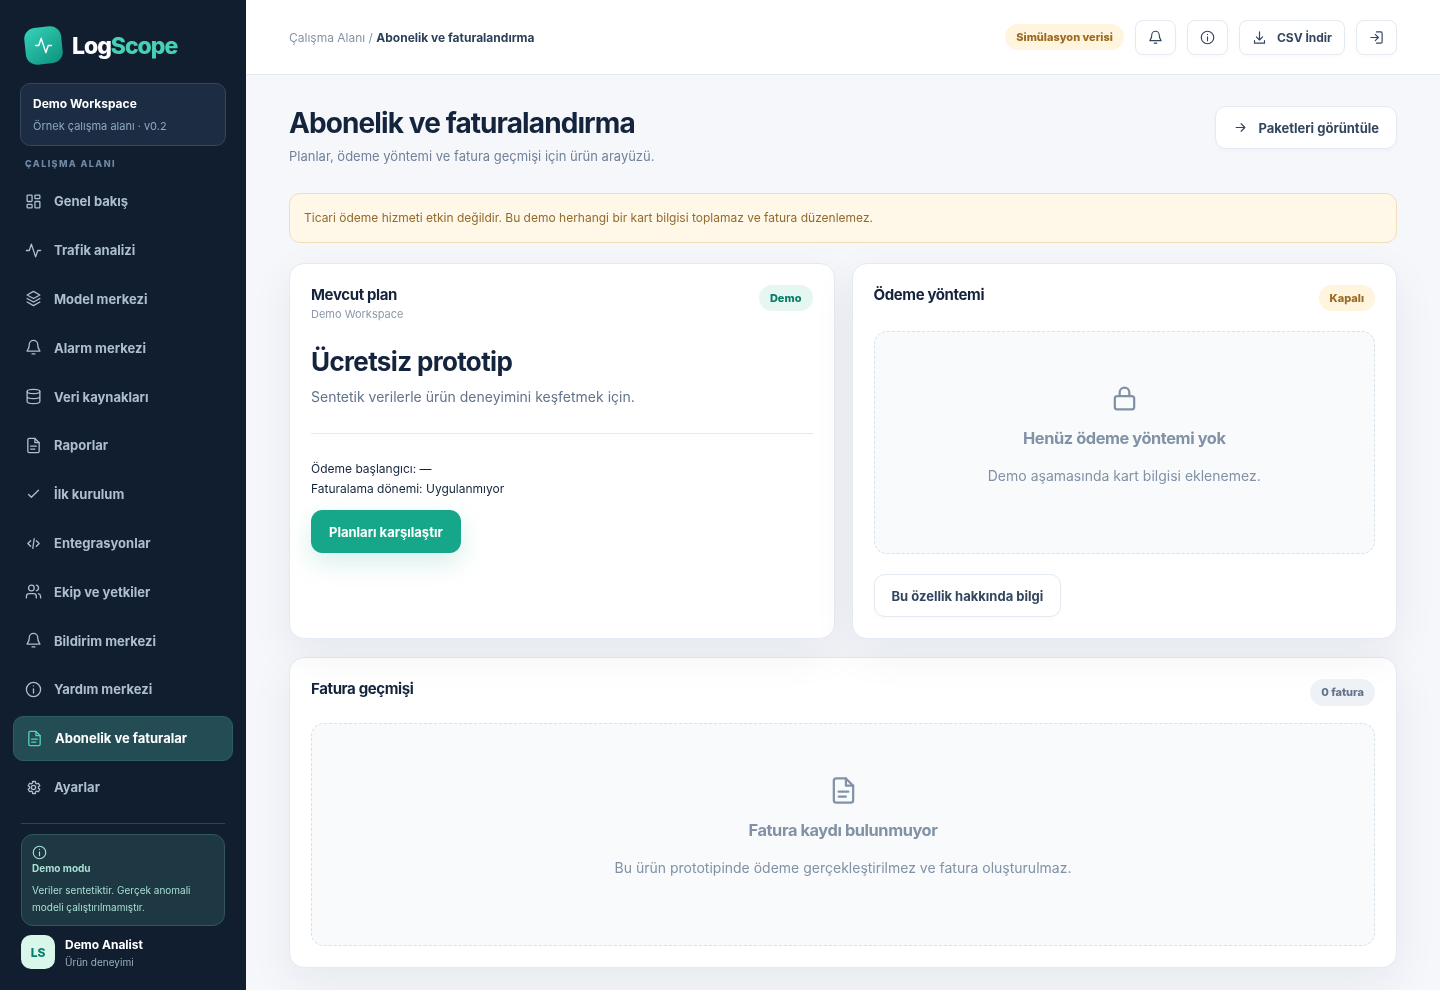 LogScope
Demo Workspace
Örnek çalışma alanı · v0.2
ÇALIŞMA ALANI
Genel bakış
Trafik analizi
Model merkezi
Alarm merkezi
Veri kaynakları
Raporlar
İlk kurulum
Entegrasyonlar
Ekip ve yetkiler
Bildirim merkezi
Yardım merkezi
Abonelik ve faturalar
Ayarlar
Demo modu
Veriler sentetiktir. Gerçek anomali
modeli çalıştırılmamıştır.
LS
Demo Analist
Ürün deneyimi
Çalışma Alanı / Abonelik ve faturalandırma
Simülasyon verisi
CSV İndir
Abonelik ve faturalandırma
Planlar, ödeme yöntemi ve fatura geçmişi için ürün arayüzü.
Paketleri görüntüle
Ticari ödeme hizmeti etkin değildir. Bu demo herhangi bir kart bilgisi toplamaz ve fatura düzenlemez.
Mevcut plan
Demo Workspace
Demo
Ücretsiz prototip
Sentetik verilerle ürün deneyimini keşfetmek için.
Ödeme başlangıcı: —
Faturalama dönemi: Uygulanmıyor
Planları karşılaştır
Ödeme yöntemi
Kapalı
Henüz ödeme yöntemi yok
Demo aşamasında kart bilgisi eklenemez.
Bu özellik hakkında bilgi
Fatura geçmişi
0 fatura
Fatura kaydı bulunmuyor
Bu ürün prototipinde ödeme gerçekleştirilmez ve fatura oluşturulmaz.